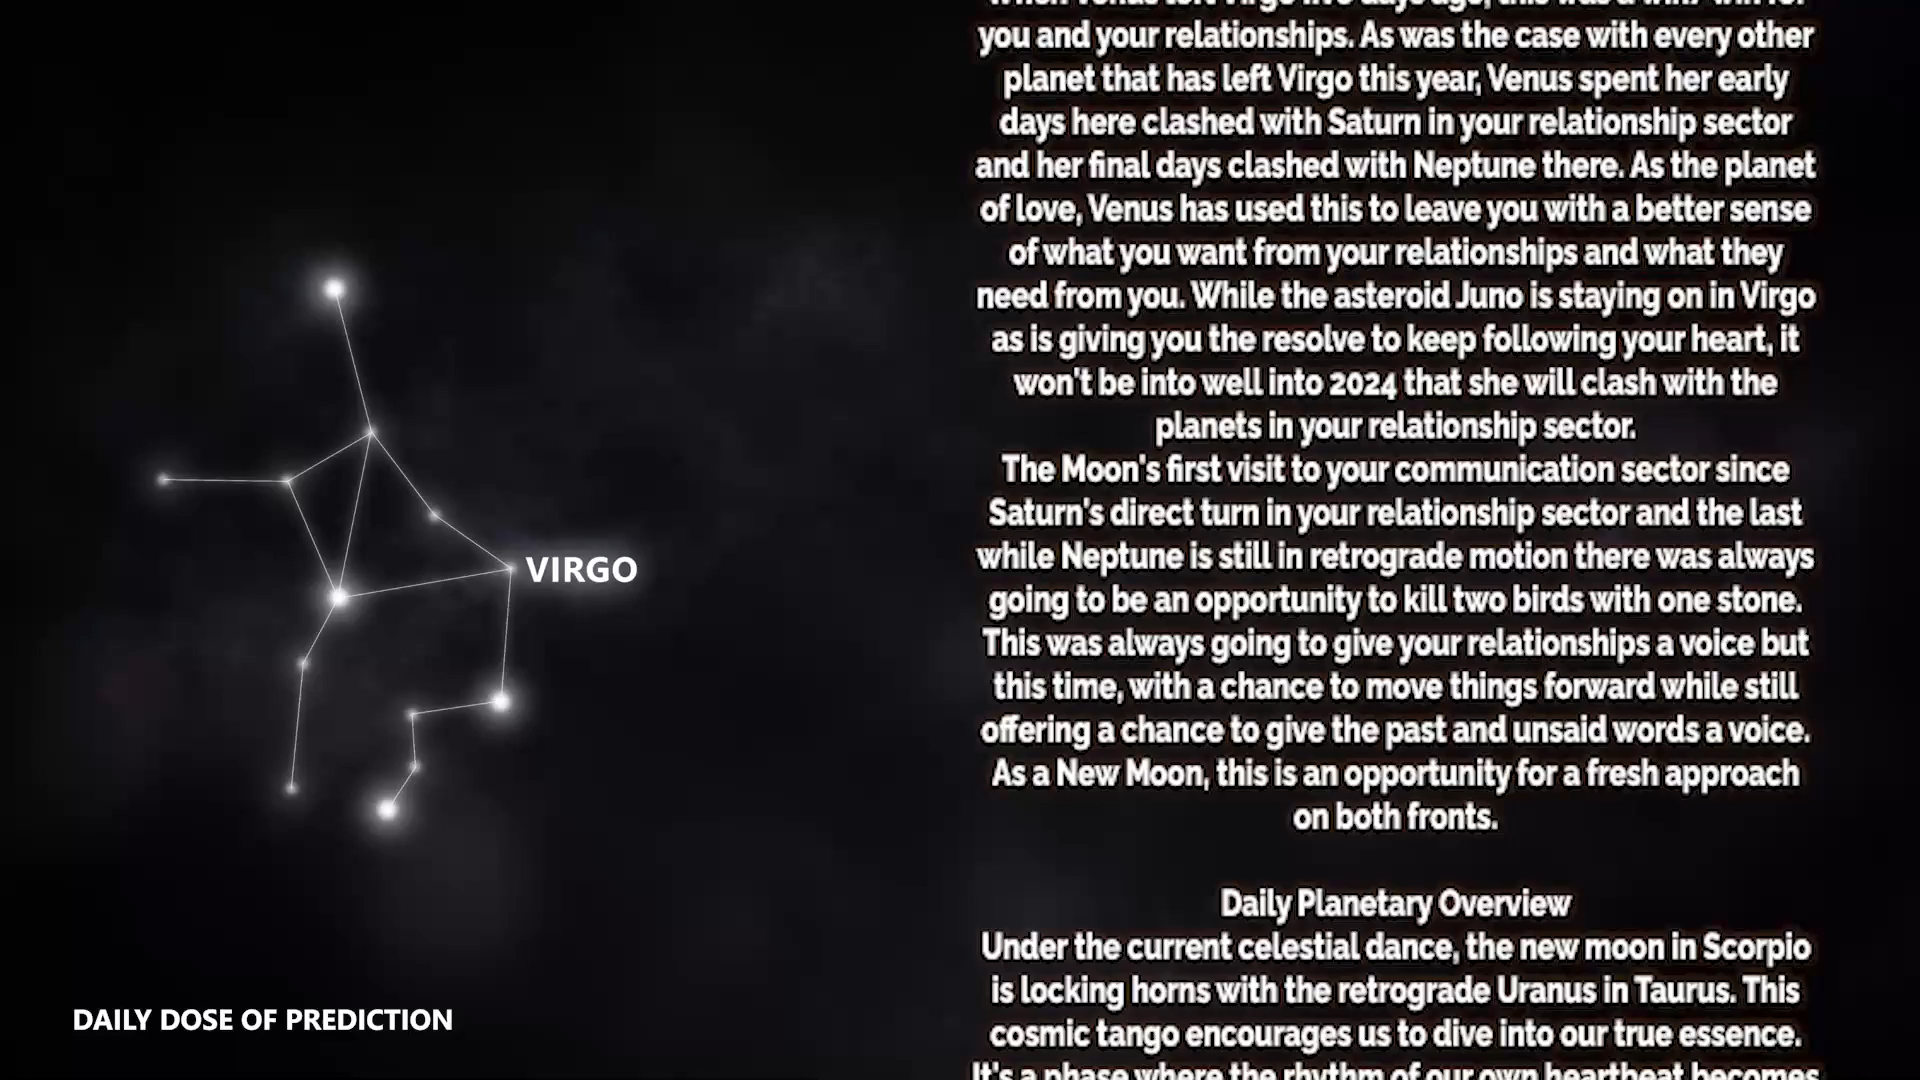 you and your relationships. As was the case with every other
planet that has left Virgo this year, Venus spent her early
days here clashed with Saturn in your relationship sector
and her final days clashed with Neptune there. As the planet
of love, Venus has used this to leave you with a better sense
of what you want from your relationships and what they
need from you. While the asteroid Juno is staying on in Virgo
as is giving you the resolve to keep following your heart, it
won't be into well into 2024 that she will clash with the
planets in your relationship sector.
The Moon's first visit to your communication sector since
Saturn's direct turn in your relationship sector and the last
while Neptune is still in retrograde motion there was always
going to be an opportunity to kill two birds with one stone.
This was always going to give your relationships a voice but
this time, with a chance to move things forward while still
offering a chance to give the past and unsaid words a voice.
As a New Moon, this is an opportunity for a fresh approach
on both fronts.
Daily Planetary Overview
Under the current celestial dance, the new moon in Scorpio
is locking horns with the retrograde Uranus in Taurus. This
cosmic tango encourages us to dive into our true essence.
It's a phase where the rhythm of our own heartbeat becomes
VIRGO
DAILY DOSE OF PREDICTION